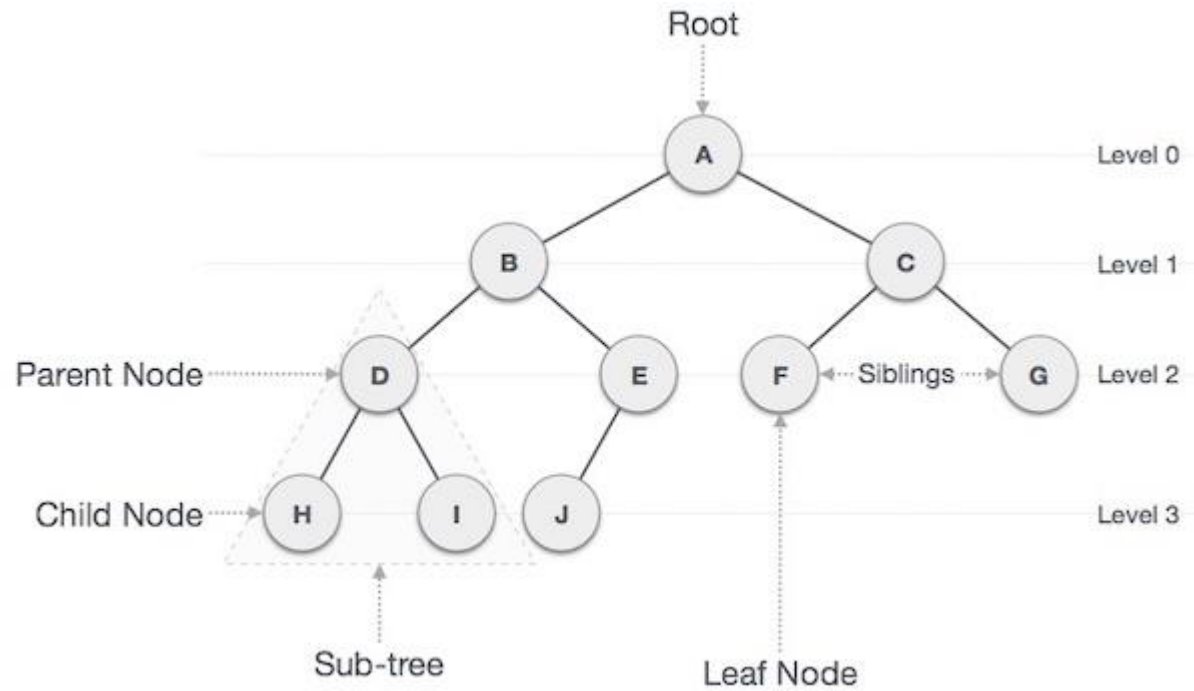 Root
A
Level 0
B
C
Level 1
Parent Node
D
E
F
Siblings
G
Level 2
Child Node
H
I
J
Level 3
Sub-tree
Leaf Node